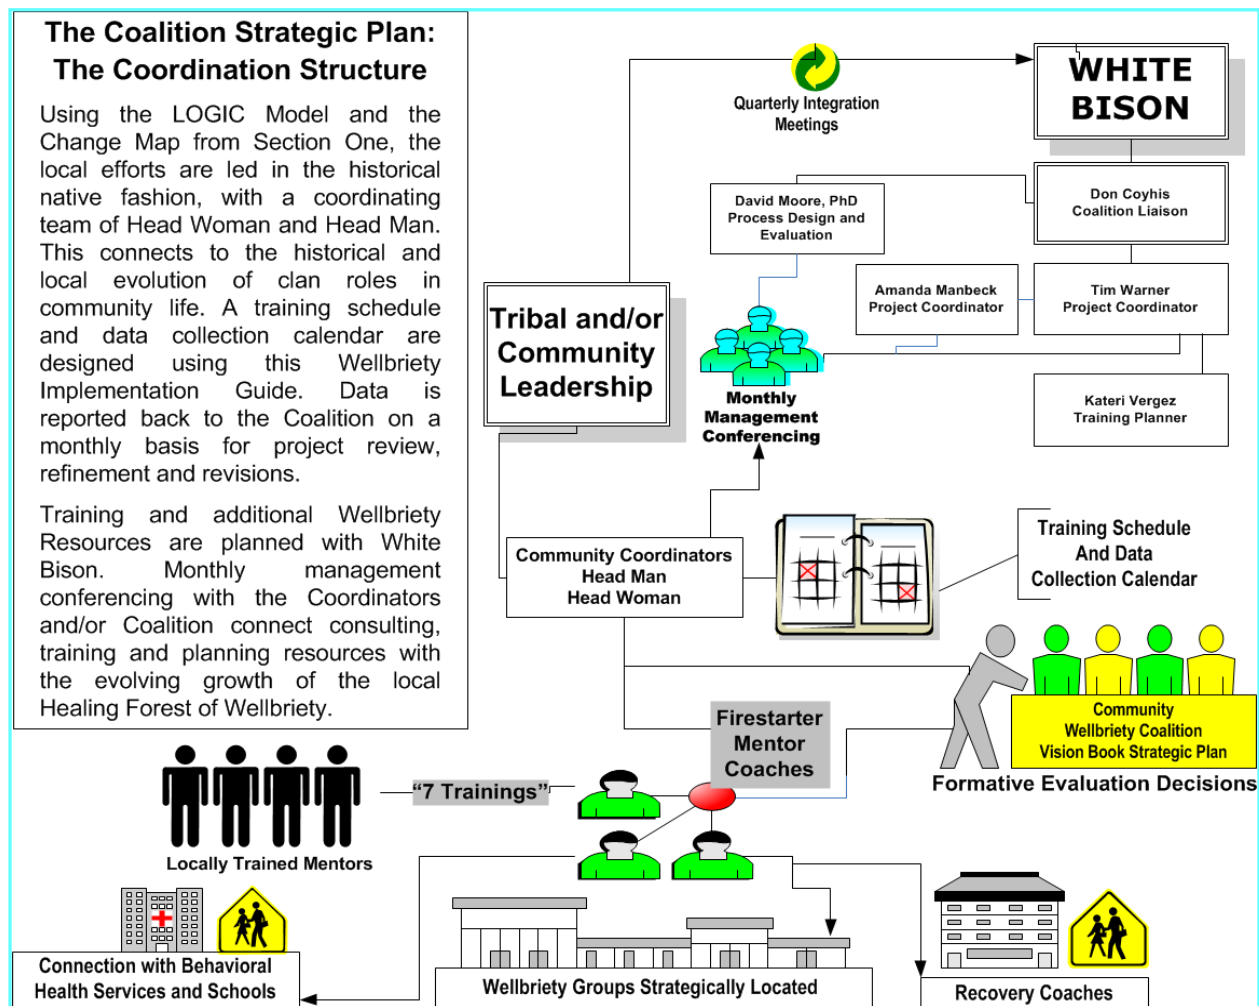 The Coalition Strategic Plan:
The Coordination Structure
Using the LOGIC Model and the
Change Map from Section One, the
local efforts are led in the historical
native fashion, with a coordinating
team of Head Woman and Head Man.
This connects to the historical and
local evolution of clan roles in
community life. A training schedule
and data collection calendar are
designed using this Wellbriety
Implementation Guide. Data is
reported back to the Coalition on a
monthly basis for project review,
refinement and revisions.
Training and additional Wellbriety
Resources are planned with White
Bison. Monthly management
conferencing with the Coordinators
and/or Coalition connect consulting,
training and planning resources with
the evolving growth of the local
Healing Forest of Wellbriety.
Quarterly Integration
Meetings
WHITE
BISON
David Moore, PhD
Process Design and
Evaluation
Don Coyhis
Coalition Liaison
Amanda Manbeck
Project Coordinator
Tim Warner
Project Coordinator
Tribal and/or
Community
Leadership
Kateri Vergez
Training Planner
Monthly
Management
Conferencing
Community Coordinators
Head Man
Head Woman
Training Schedule
And Data
Collection Calendar
Firestarter
Mentor
Coaches
Community
Wellbriety Coalition
Vision Book Strategic Plan
Formative Evaluation Decisions
"7 Trainings"
Locally Trained Mentors
Connection with Behavioral
Health Services and Schools
Wellbriety Groups Strategically Located
Recovery Coaches